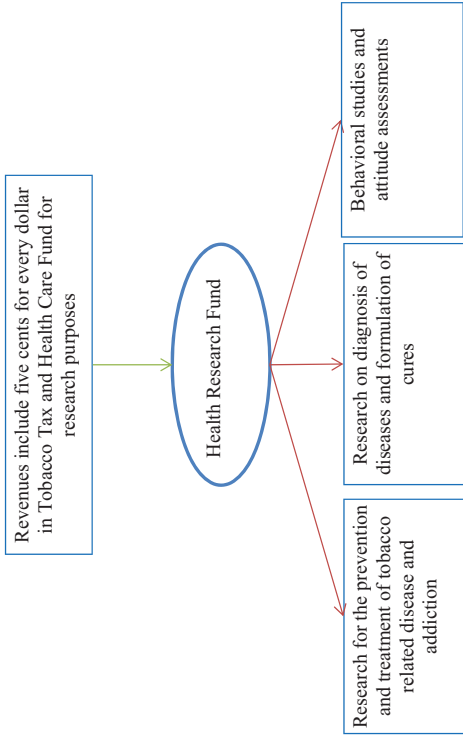 Revenues include five cents for every dollar
in Tobacco Tax and Health Care Fund for
research purposes
Health Research Fund
Research for the prevention
and treatment of tobacco
related disease and
addiction
Research on diagnosis of
diseases and formulation of
cures
Behavioral studies and
attitude assessments